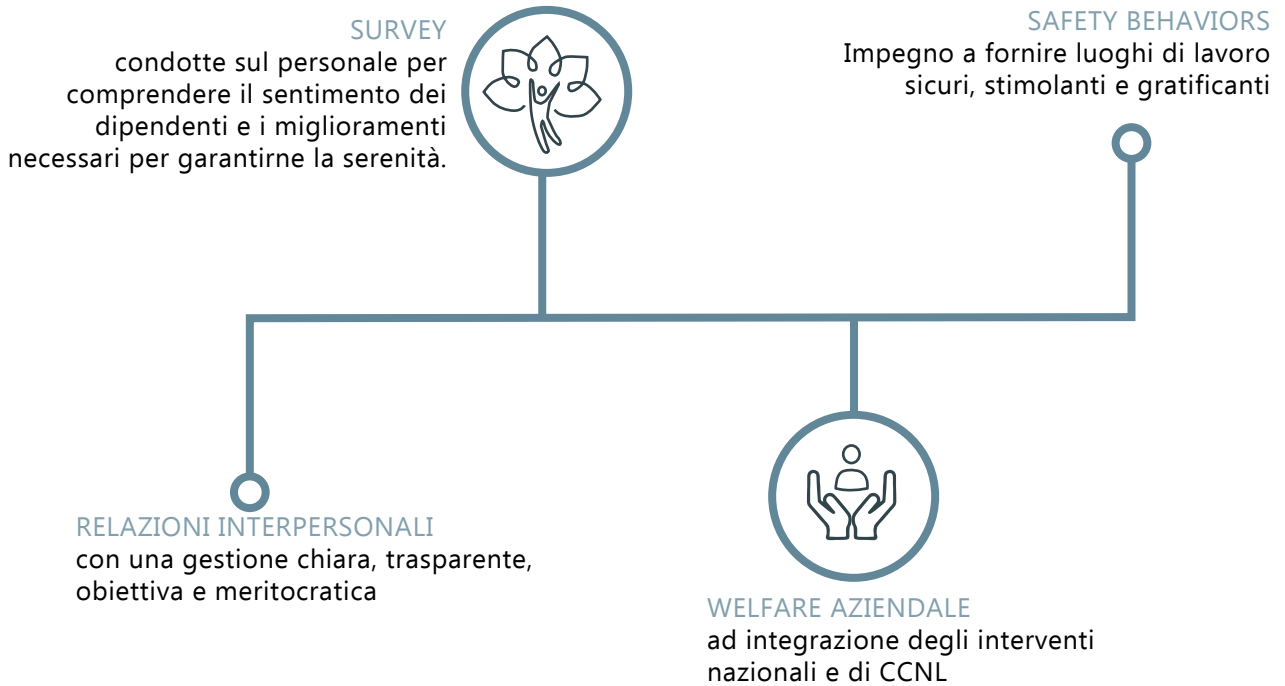 SURVEY
condotte sul personale per
comprendere il sentimento dei
dipendenti e i miglioramenti
necessari per garantirne la serenità.
SAFETY BEHAVIORS
Impegno a fornire luoghi di lavoro
sicuri, stimolanti e gratificanti
RELAZIONI INTERPERSONALI
con una gestione chiara, trasparente,
obiettiva e meritocratica
WELFARE AZIENDALE
ad integrazione degli interventi
nazionali e di CCNL